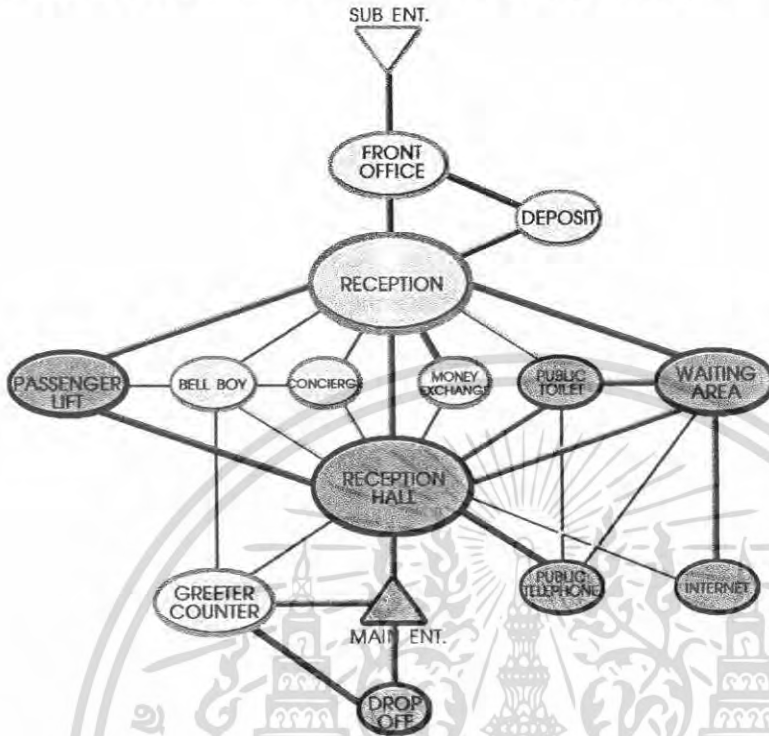 SUB ENT.
FRONT
OFFICE
DEPOSIT
RECEPTION
PASSENGER
LIFT
BELL BOY
CONCIERGE
MONEY
EXCHANGE
PUBLIC
TOILET
WAITING
AREA
RECEPTION
HALL
GREETER
COUNTER
MAIN ENT.
PUBLIC
TELEPHONE
INTERNET
DROP
OFF